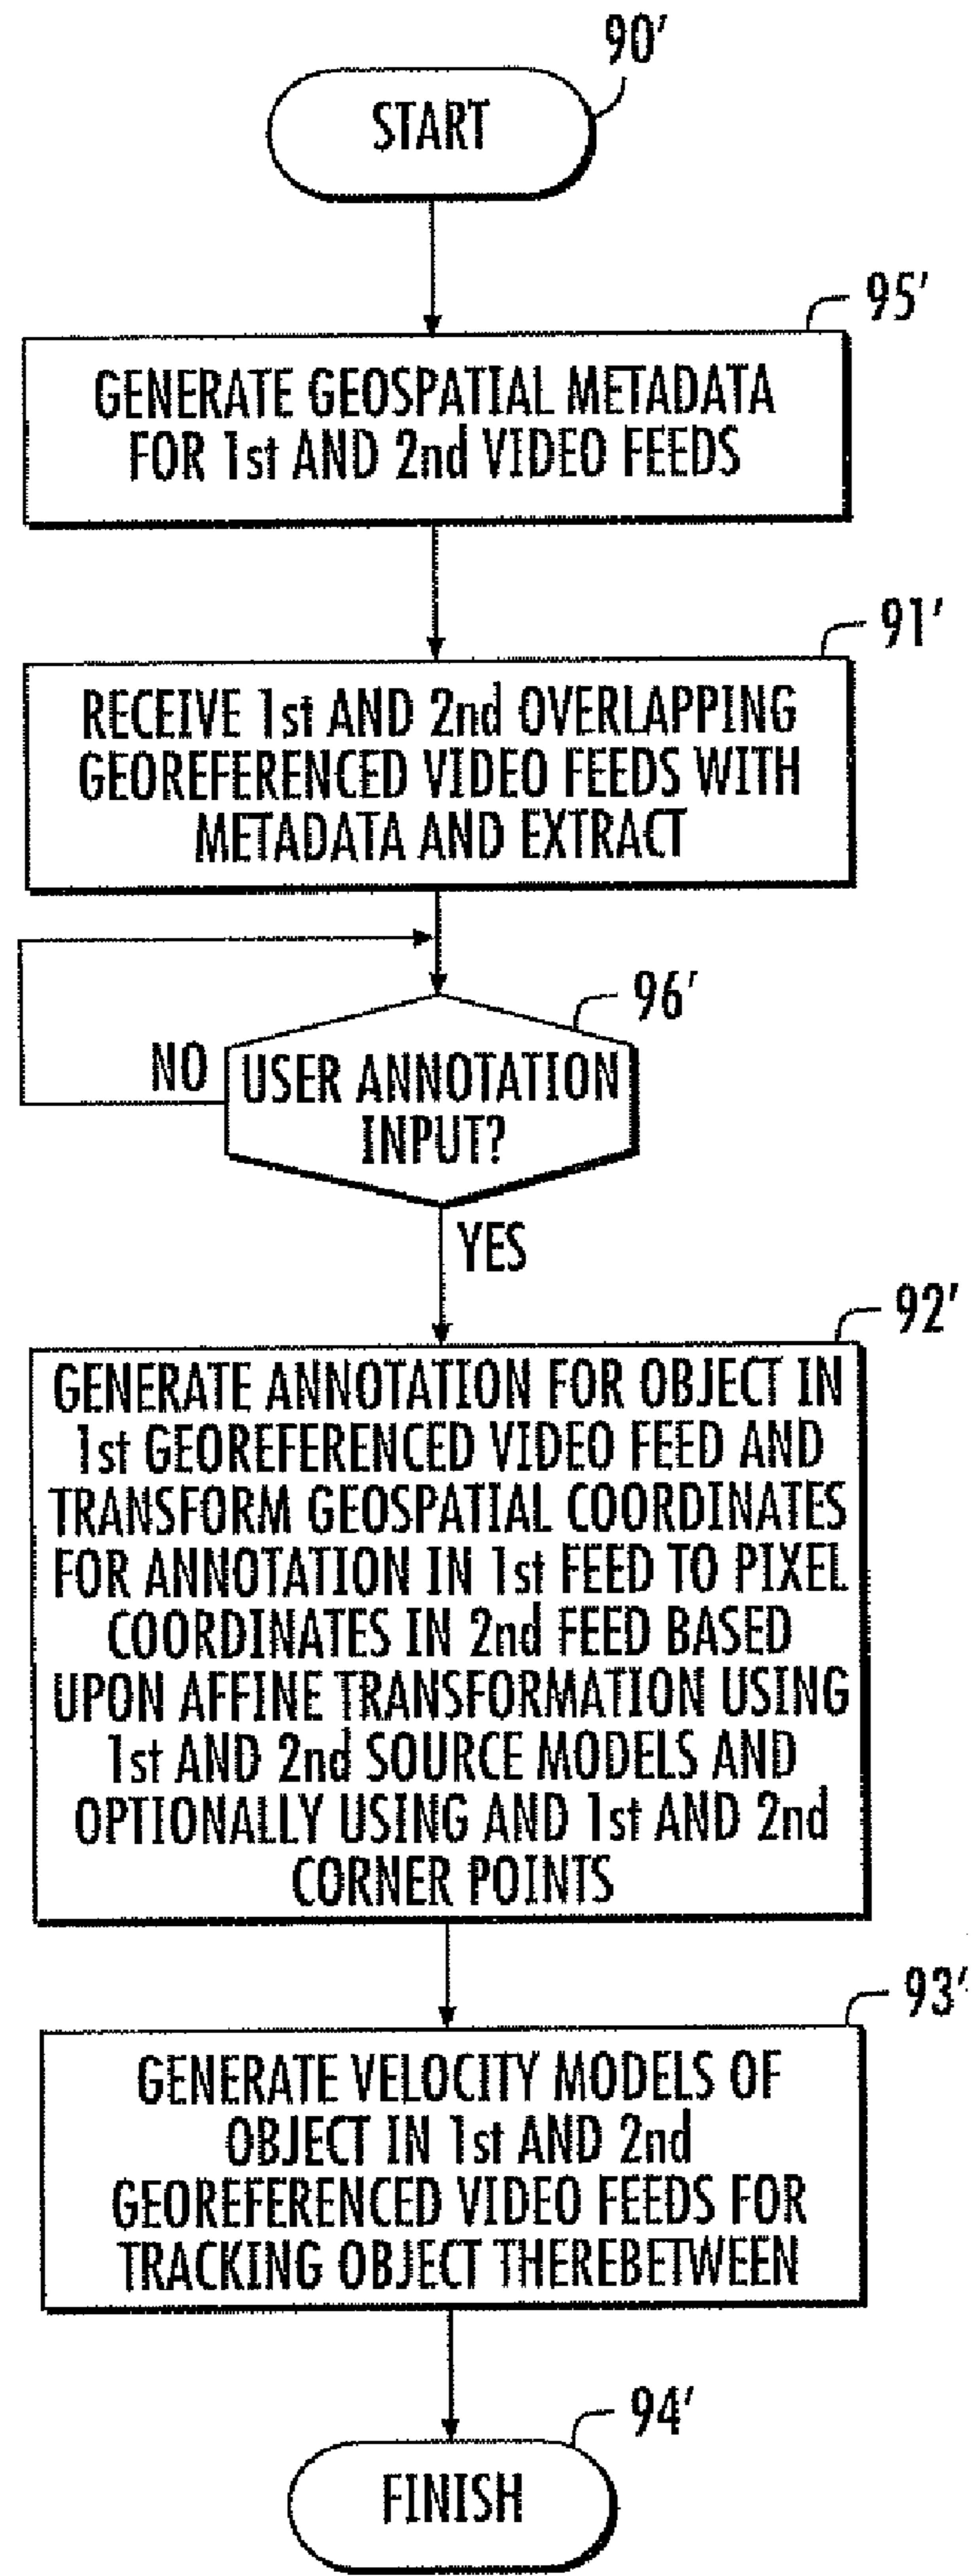 90'
START
95'
GENERATE GEOSPATIAL METADATA
FOR 1st AND 2nd VIDEO FEEDS
91'
RECEIVE 1st AND 2nd OVERLAPPING
GEOREFERENCED VIDEO FEEDS WITH
METADATA AND EXTRACT
96'
NO
USER ANNOTATION
INPUT?
YES
92'
GENERATE ANNOTATION FOR OBJECT IN
1st GEOREFERENCED VIDEO FEED AND
TRANSFORM GEOSPATIAL COORDINATES
FOR ANNOTATION IN 1st FEED TO PIXEL
COORDINATES IN 2nd FEED BASED
UPON AFFINE TRANSFORMATION USING
1st AND 2nd SOURCE MODELS AND
OPTIONALLY USING AND 1st AND 2nd
CORNER POINTS
93'
GENERATE VELOCITY MODELS OF
OBJECT IN 1st AND 2nd
GEOREFERENCED VIDEO FEEDS FOR
TRACKING OBJECT THEREBETWEEN
94'
FINISH